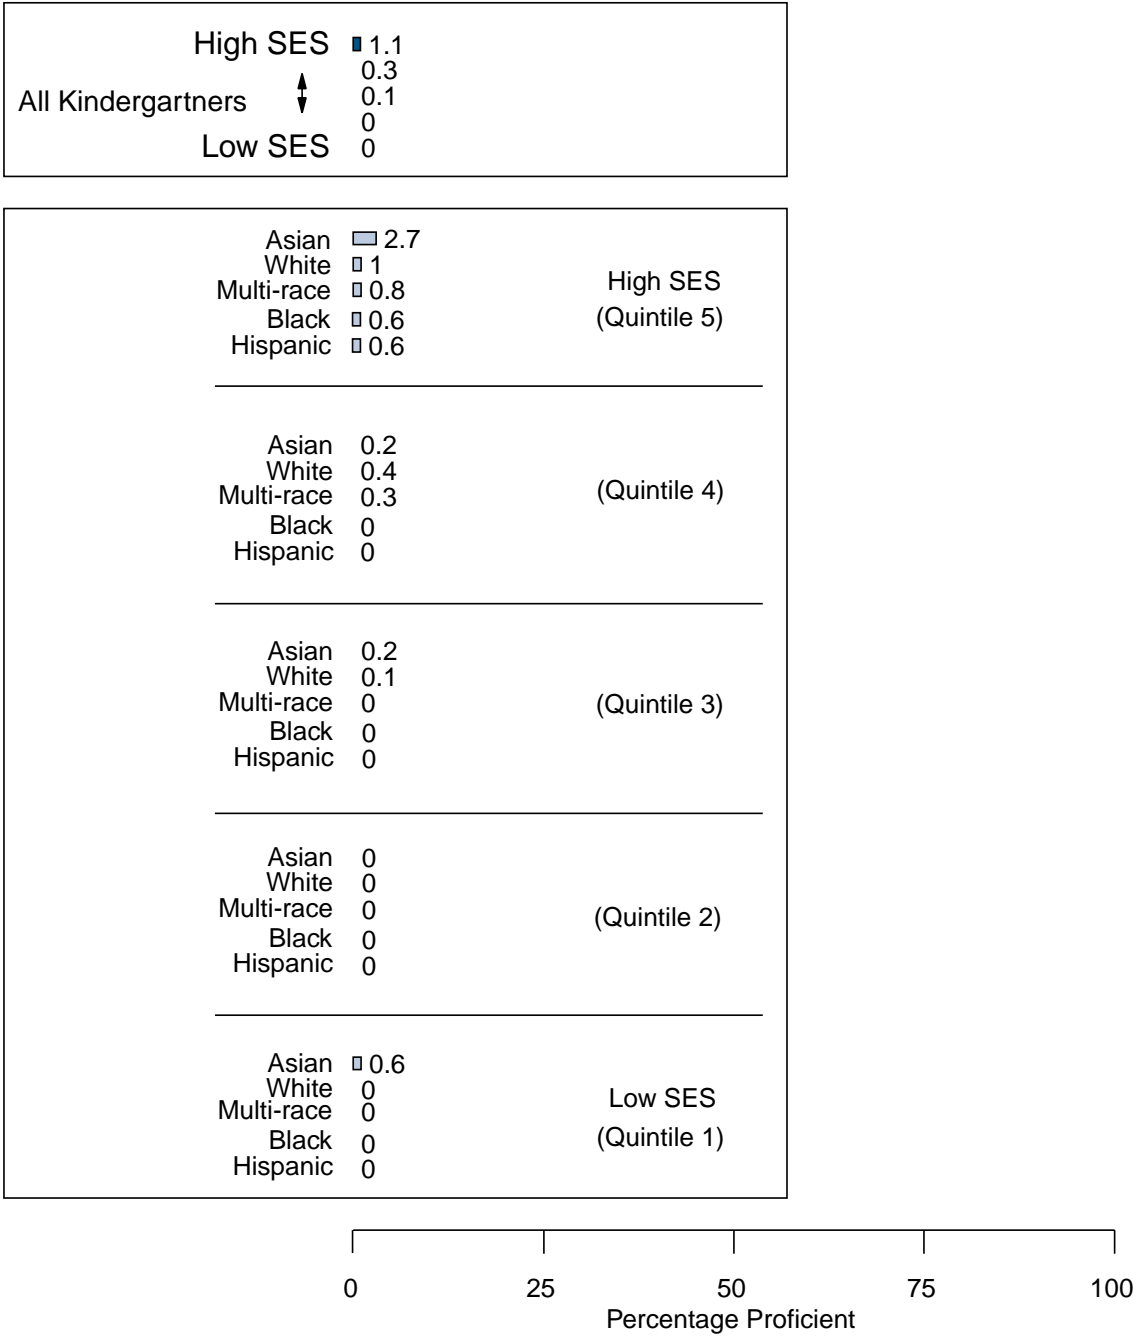 High SES 1.1
0.3
All Kindergartners 0.1
0
Low SES 0
Asian 2.7
White 1
High SES
Multi-race 0.8
(Quintile 5)
Black 0.6
Hispanic 0.6
Asian 0.2
White 0.4
Multi-race 0.3
(Quintile 4)
Black 0
Hispanic 0
Asian 0.2
White 0.1
Multi-race 0
(Quintile 3)
Black 0
Hispanic 0
Asian 0
White 0
Multi-race 0
(Quintile 2)
Black 0
Hispanic 0
Asian 0.6
White 0
Low SES
Multi-race 0
(Quintile 1)
Black 0
Hispanic 0
0 25 50 75 100
Percentage Proficient